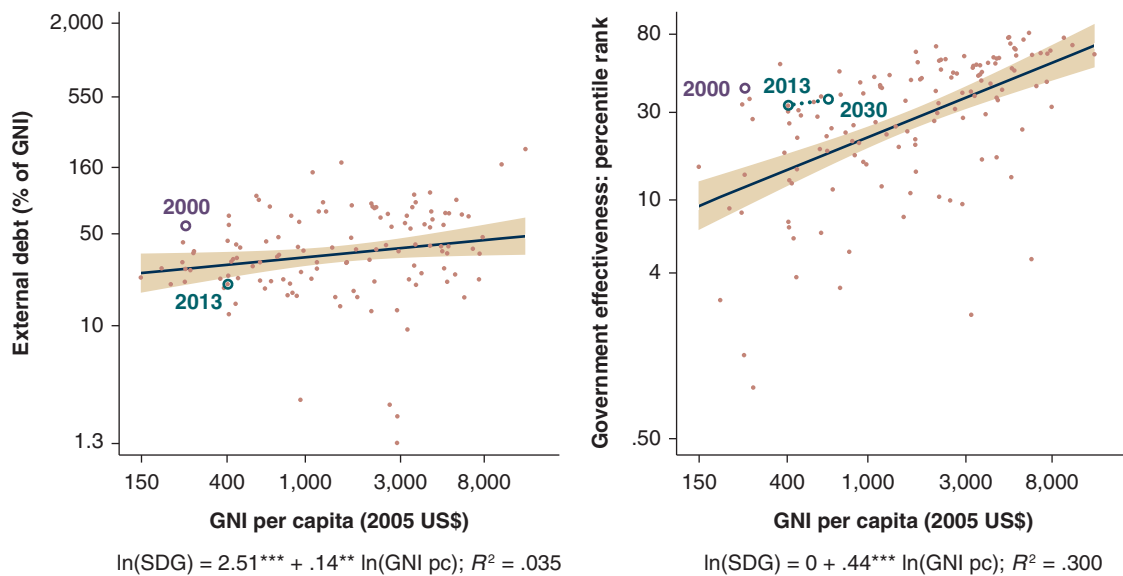 External debt (% of GNI)
2,000
550
160
50
10
1.3
2000
2013
150 400 1,000 3,000 8,000
GNI per capita (2005 US$)
ln(SDG) = 2.51*** + .14** ln(GNI pc); R² = .035
Government effectiveness: percentile rank
80
30
10
4
.50
2000
2013
2030
150 400 1,000 3,000 8,000
GNI per capita (2005 US$)
ln(SDG) = 0 + .44*** ln(GNI pc); R² = .300